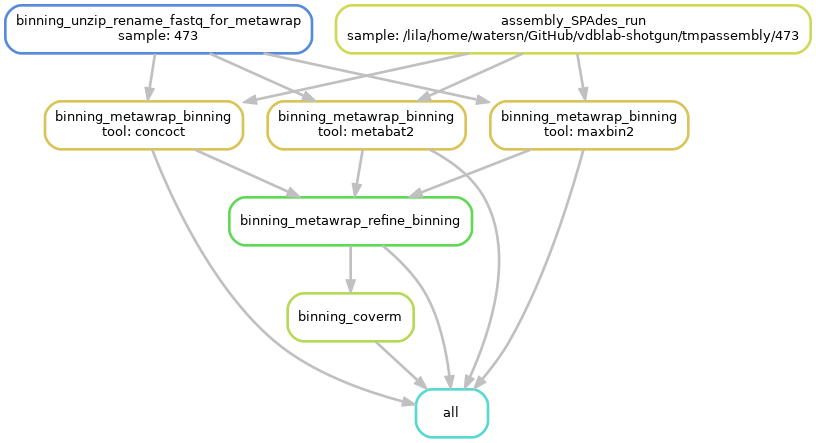 binning_unzip_rename_fastq_for_metawrap
sample: 473
assembly_SPAdes_run
sample: /lila/home/watersn/GitHub/vdblab-shotgun/tmpassembly/473
binning_metawrap_binning
tool: concoct
binning_metawrap_binning
tool: metabat2
binning_metawrap_binning
tool: maxbin2
binning_metawrap_refine_binning
binning_coverm
all